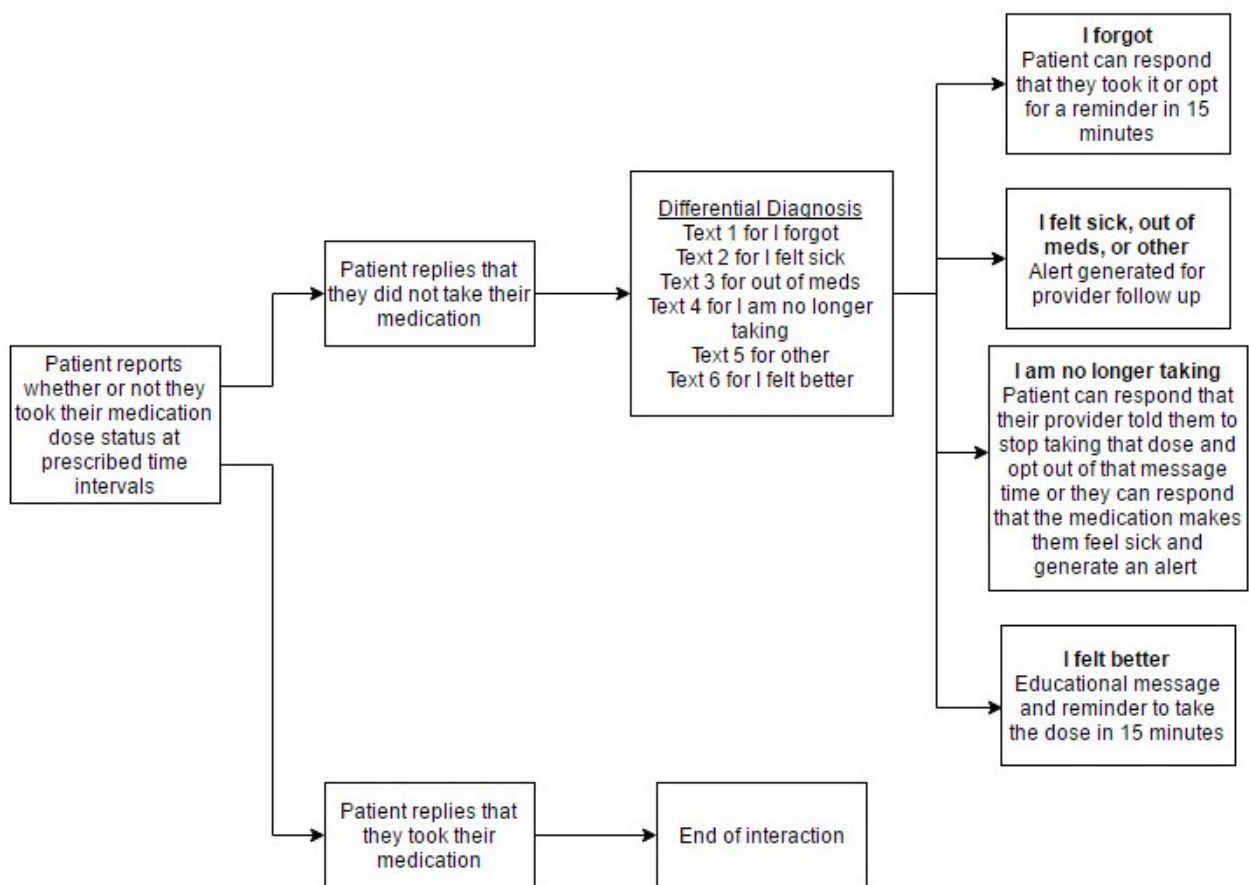 Patient reports
whether or not they
took their medication
dose status at
prescribed time
intervals
Patient replies that
they did not take their
medication
Differential Diagnosis
Text 1 for I forgot
Text 2 for I felt sick
Text 3 for out of meds
Text 4 for I am no longer
taking
Text 5 for other
Text 6 for I felt better
I forgot
Patient can respond
that they took it or opt
for a reminder in 15
minutes
I felt sick, out of
meds, or other
Alert generated for
provider follow up
I am no longer taking
Patient can respond that
their provider told them to
stop taking that dose and
opt out of that message
time or they can respond
that the medication makes
them feel sick and
generate an alert
I felt better
Educational message
and reminder to take
the dose in 15 minutes
Patient replies that
they took their
medication
End of interaction